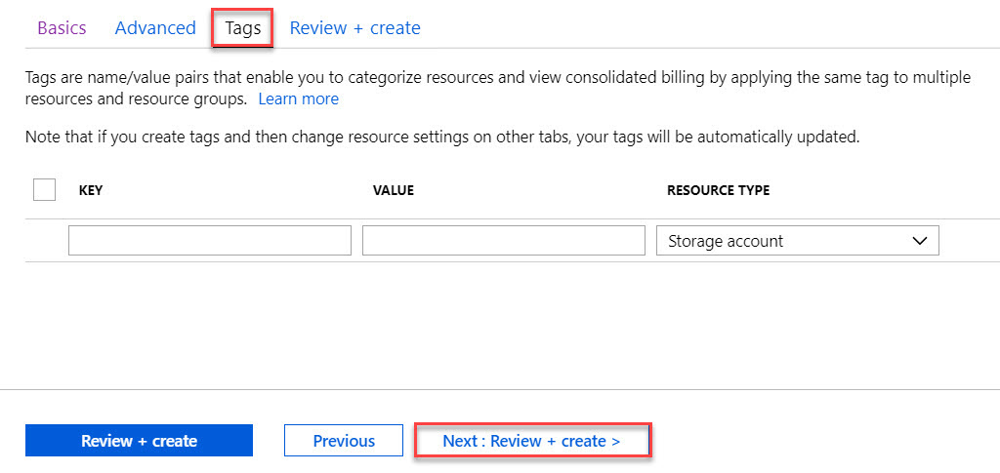 Basics Advanced Tags Review + create
Tags are name/value pairs that enable you to categorize resources and view consolidated billing by applying the same tag to multiple
resources and resource groups. Learn more
Note that if you create tags and then change resource settings on other tabs, your tags will be automatically updated.
KEY VALUE RESOURCE TYPE
Storage account
Review + create Previous Next : Review + create >